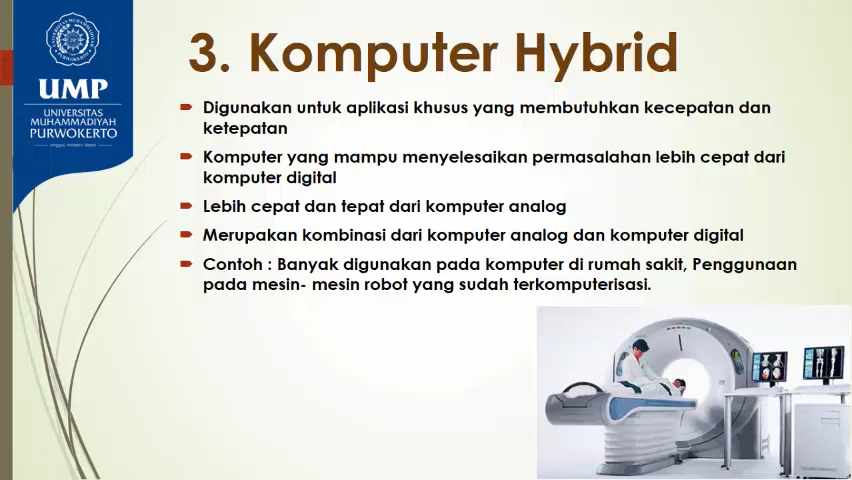 3. Komputer Hybrid
UMP
UNIVERSITAS
MUHAMMADIYAH
PURWOKERTO
Digunakan untuk aplikasi khusus yang membutuhkan kecepatan dan
ketepatan
Komputer yang mampu menyelesaikan permasalahan lebih cepat dari
komputer digital
Lebih cepat dan tepat dari komputer analog
Merupakan kombinasi dari komputer analog dan komputer digital
Contoh : Banyak digunakan pada komputer di rumah sakit, Penggunaan
pada mesin- mesin robot yang sudah terkomputerisasi.